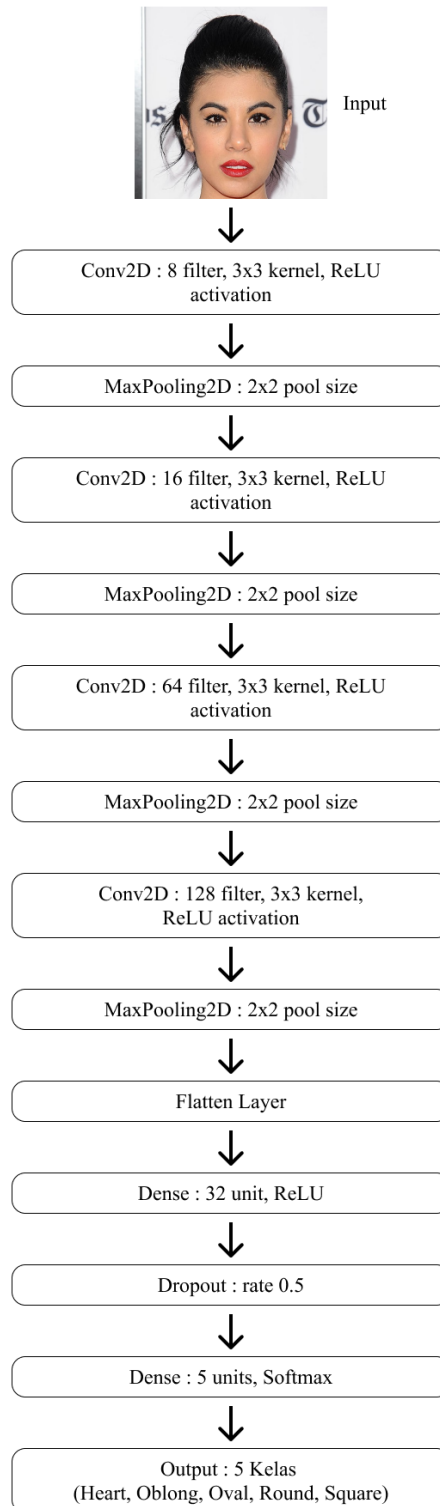 Input
Conv2D : 8 filter, 3x3 kernel, ReLU
activation
MaxPooling2D : 2x2 pool size
Conv2D : 16 filter, 3x3 kernel, ReLU
activation
MaxPooling2D : 2x2 pool size
Conv2D : 64 filter, 3x3 kernel, ReLU
activation
MaxPooling2D : 2x2 pool size
Conv2D : 128 filter, 3x3 kernel,
ReLU activation
MaxPooling2D : 2x2 pool size
Flatten Layer
Dense : 32 unit, ReLU
Dropout : rate 0.5
Dense : 5 units, Softmax
Output : 5 Kelas
(Heart, Oblong, Oval, Round, Square)